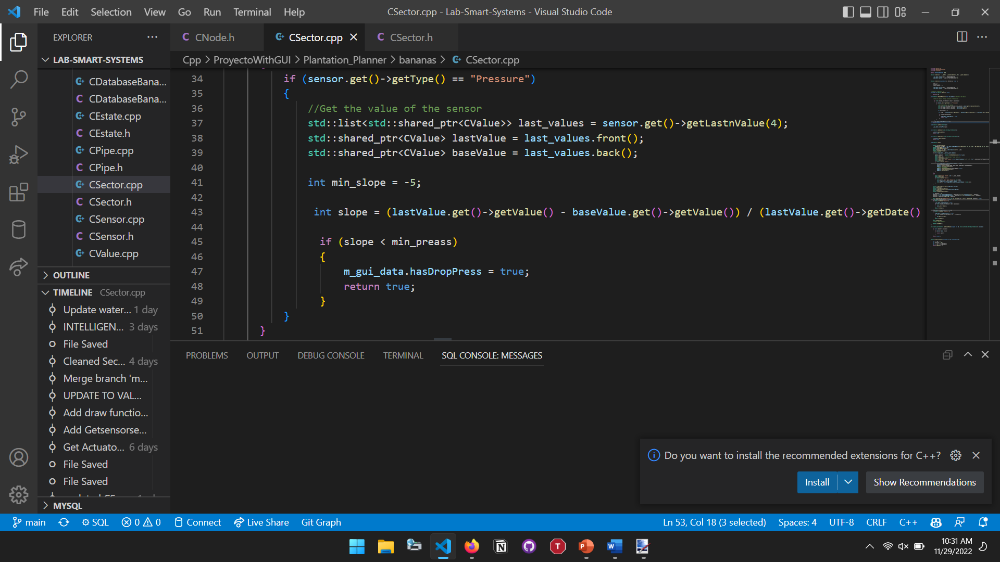 File Edit Selection View Go Run Terminal Help
CSector.cpp - Lab-Smart-Systems - Visual Studio Code
EXPLORER
LAB-SMART-SYSTEMS
CDatabaseBana...
CDatabaseBana...
CEstate.cpp
CEstate.h
CPipe.cpp
CPipe.h
CSector.cpp
CSector.h
CSensor.cpp
CSensor.h
CValue.cpp
OUTLINE
TIMELINE CSector.cpp
Update water... 1 day
INTELLIGEN... 3 days
File Saved
Cleaned Sec... 4 days
Merge branch 'm...
UPDATE TO VAL...
Add draw functio...
Add Getsensorse...
Get Actuato... 6 days
File Saved
File Saved
MYSQL
CNode.h CSector.cpp CSector.h
Cpp > ProyectoWithGUI > Plantation_Planner > bananas > CSector.cpp
34 if (sensor.get()->getType() == "Pressure")
35 {
36 //Get the value of the sensor
37 std::list<std::shared_ptr<CValue>> last_values = sensor.get()->getLastnValue(4);
38 std::shared_ptr<CValue> lastValue = last_values.front();
39 std::shared_ptr<CValue> baseValue = last_values.back();
40
41 int min_slope = -5;
42
43 int slope = (lastValue.get()->getValue() - baseValue.get()->getValue()) / (lastValue.get()->getDate()
44
45 if (slope < min_preass)
46 {
47 m_gui_data.hasDropPress = true;
48 return true;
49 }
50 }
51 }
PROBLEMS OUTPUT DEBUG CONSOLE TERMINAL SQL CONSOLE: MESSAGES
Do you want to install the recommended extensions for C++?
Install Show Recommendations
main SQL 0 0 Connect Live Share Git Graph
Ln 53, Col 18 (3 selected) Spaces: 4 UTF-8 CRLF C++
10:31 AM
11/29/2022